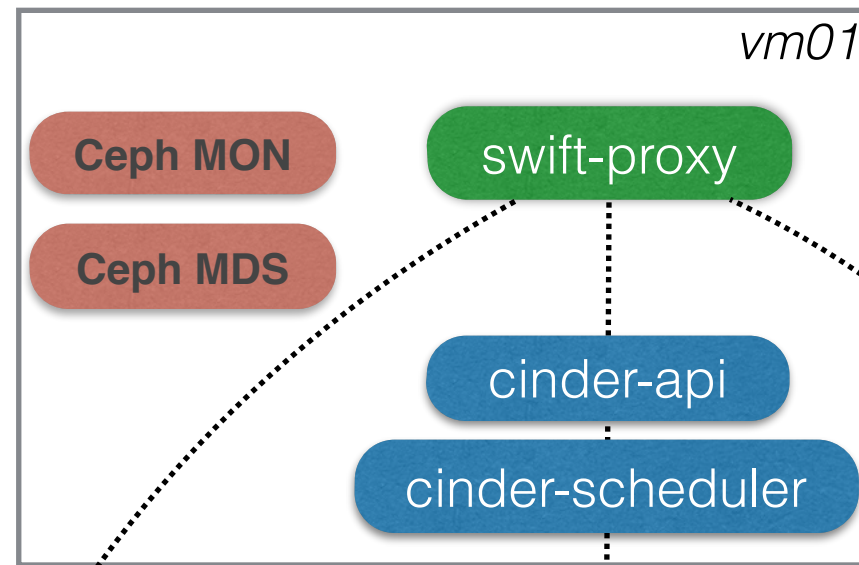 vm01
Ceph MON
swift-proxy
Ceph MDS
cinder-api
cinder-scheduler